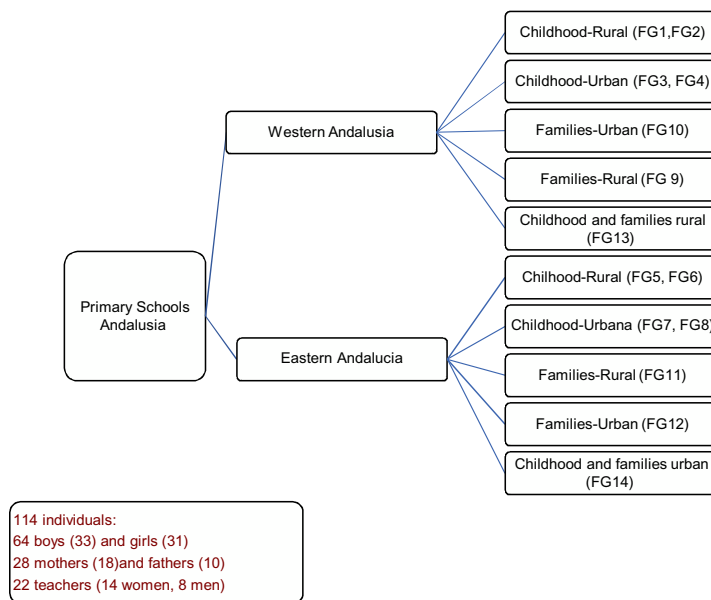 Childhood-Rural (FG1,FG2)
Childhood-Urban (FG3, FG4)
Western Andalusia
Families-Urban (FG10)
Families-Rural (FG 9)
Childhood and families rural
(FG13)
Primary Schools
Andalusia
Chilhood-Rural (FG5, FG6)
Childhood-Urbana (FG7, FG8)
Eastern Andalucia
Families-Rural (FG11)
Families-Urban (FG12)
Childhood and families urban
(FG14)
114 individuals:
64 boys (33) and girls (31)
28 mothers (18)and fathers (10)
22 teachers (14 women, 8 men)